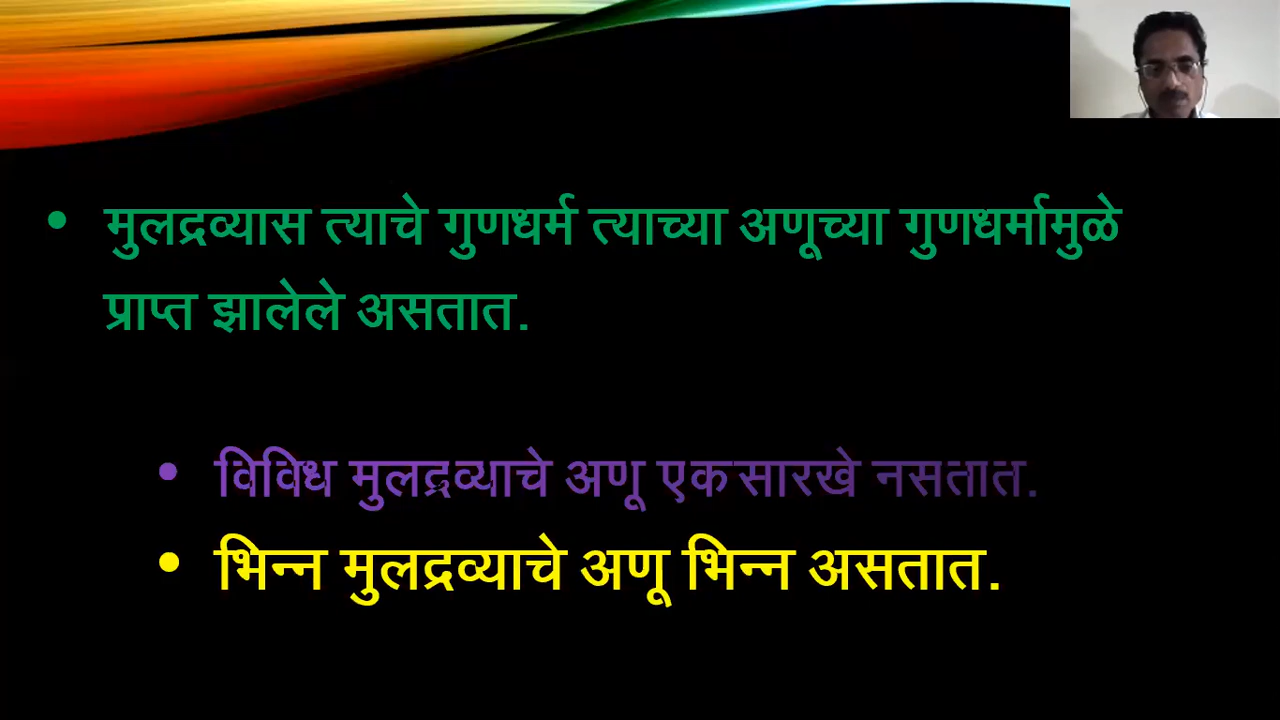 • मुलद्रव्यास त्याचे गुणधर्म त्याच्या अणूच्या गुणधर्मामुळे
प्राप्त झालेले असतात.
• विविध मुलद्रव्याचे अणू एकसारखे नसतात.
• भिन्न मुलद्रव्याचे अणू भिन्न असतात.